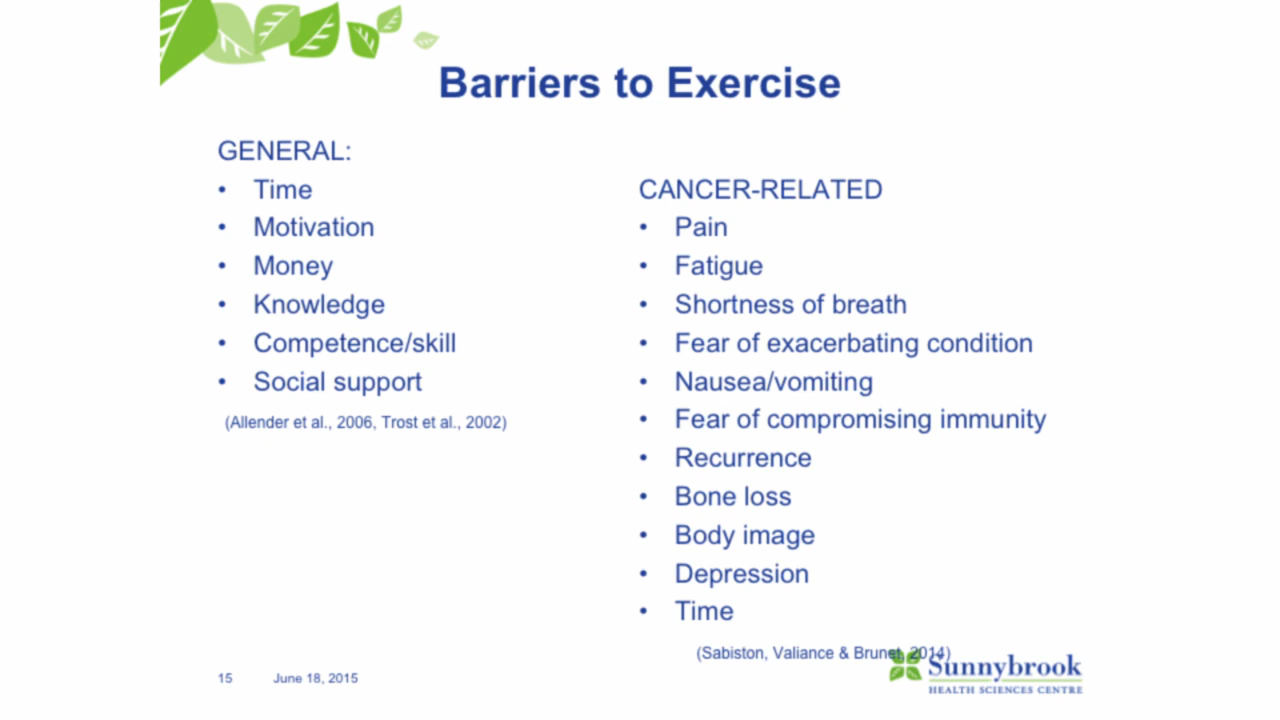 Barriers to Exercise
GENERAL:
• Time
• Motivation
• Money
• Knowledge
• Competence/skill
• Social support
(Allender et al., 2006, Trost et al., 2002)
CANCER-RELATED
• Pain
• Fatigue
• Shortness of breath
• Fear of exacerbating condition
• Nausea/vomiting
• Fear of compromising immunity
• Recurrence
• Bone loss
• Body image
• Depression
• Time
(Sabiston, Valiance & Brunet, 2014)
15 June 18, 2015
Sunnybrook
HEALTH SCIENCES CENTRE